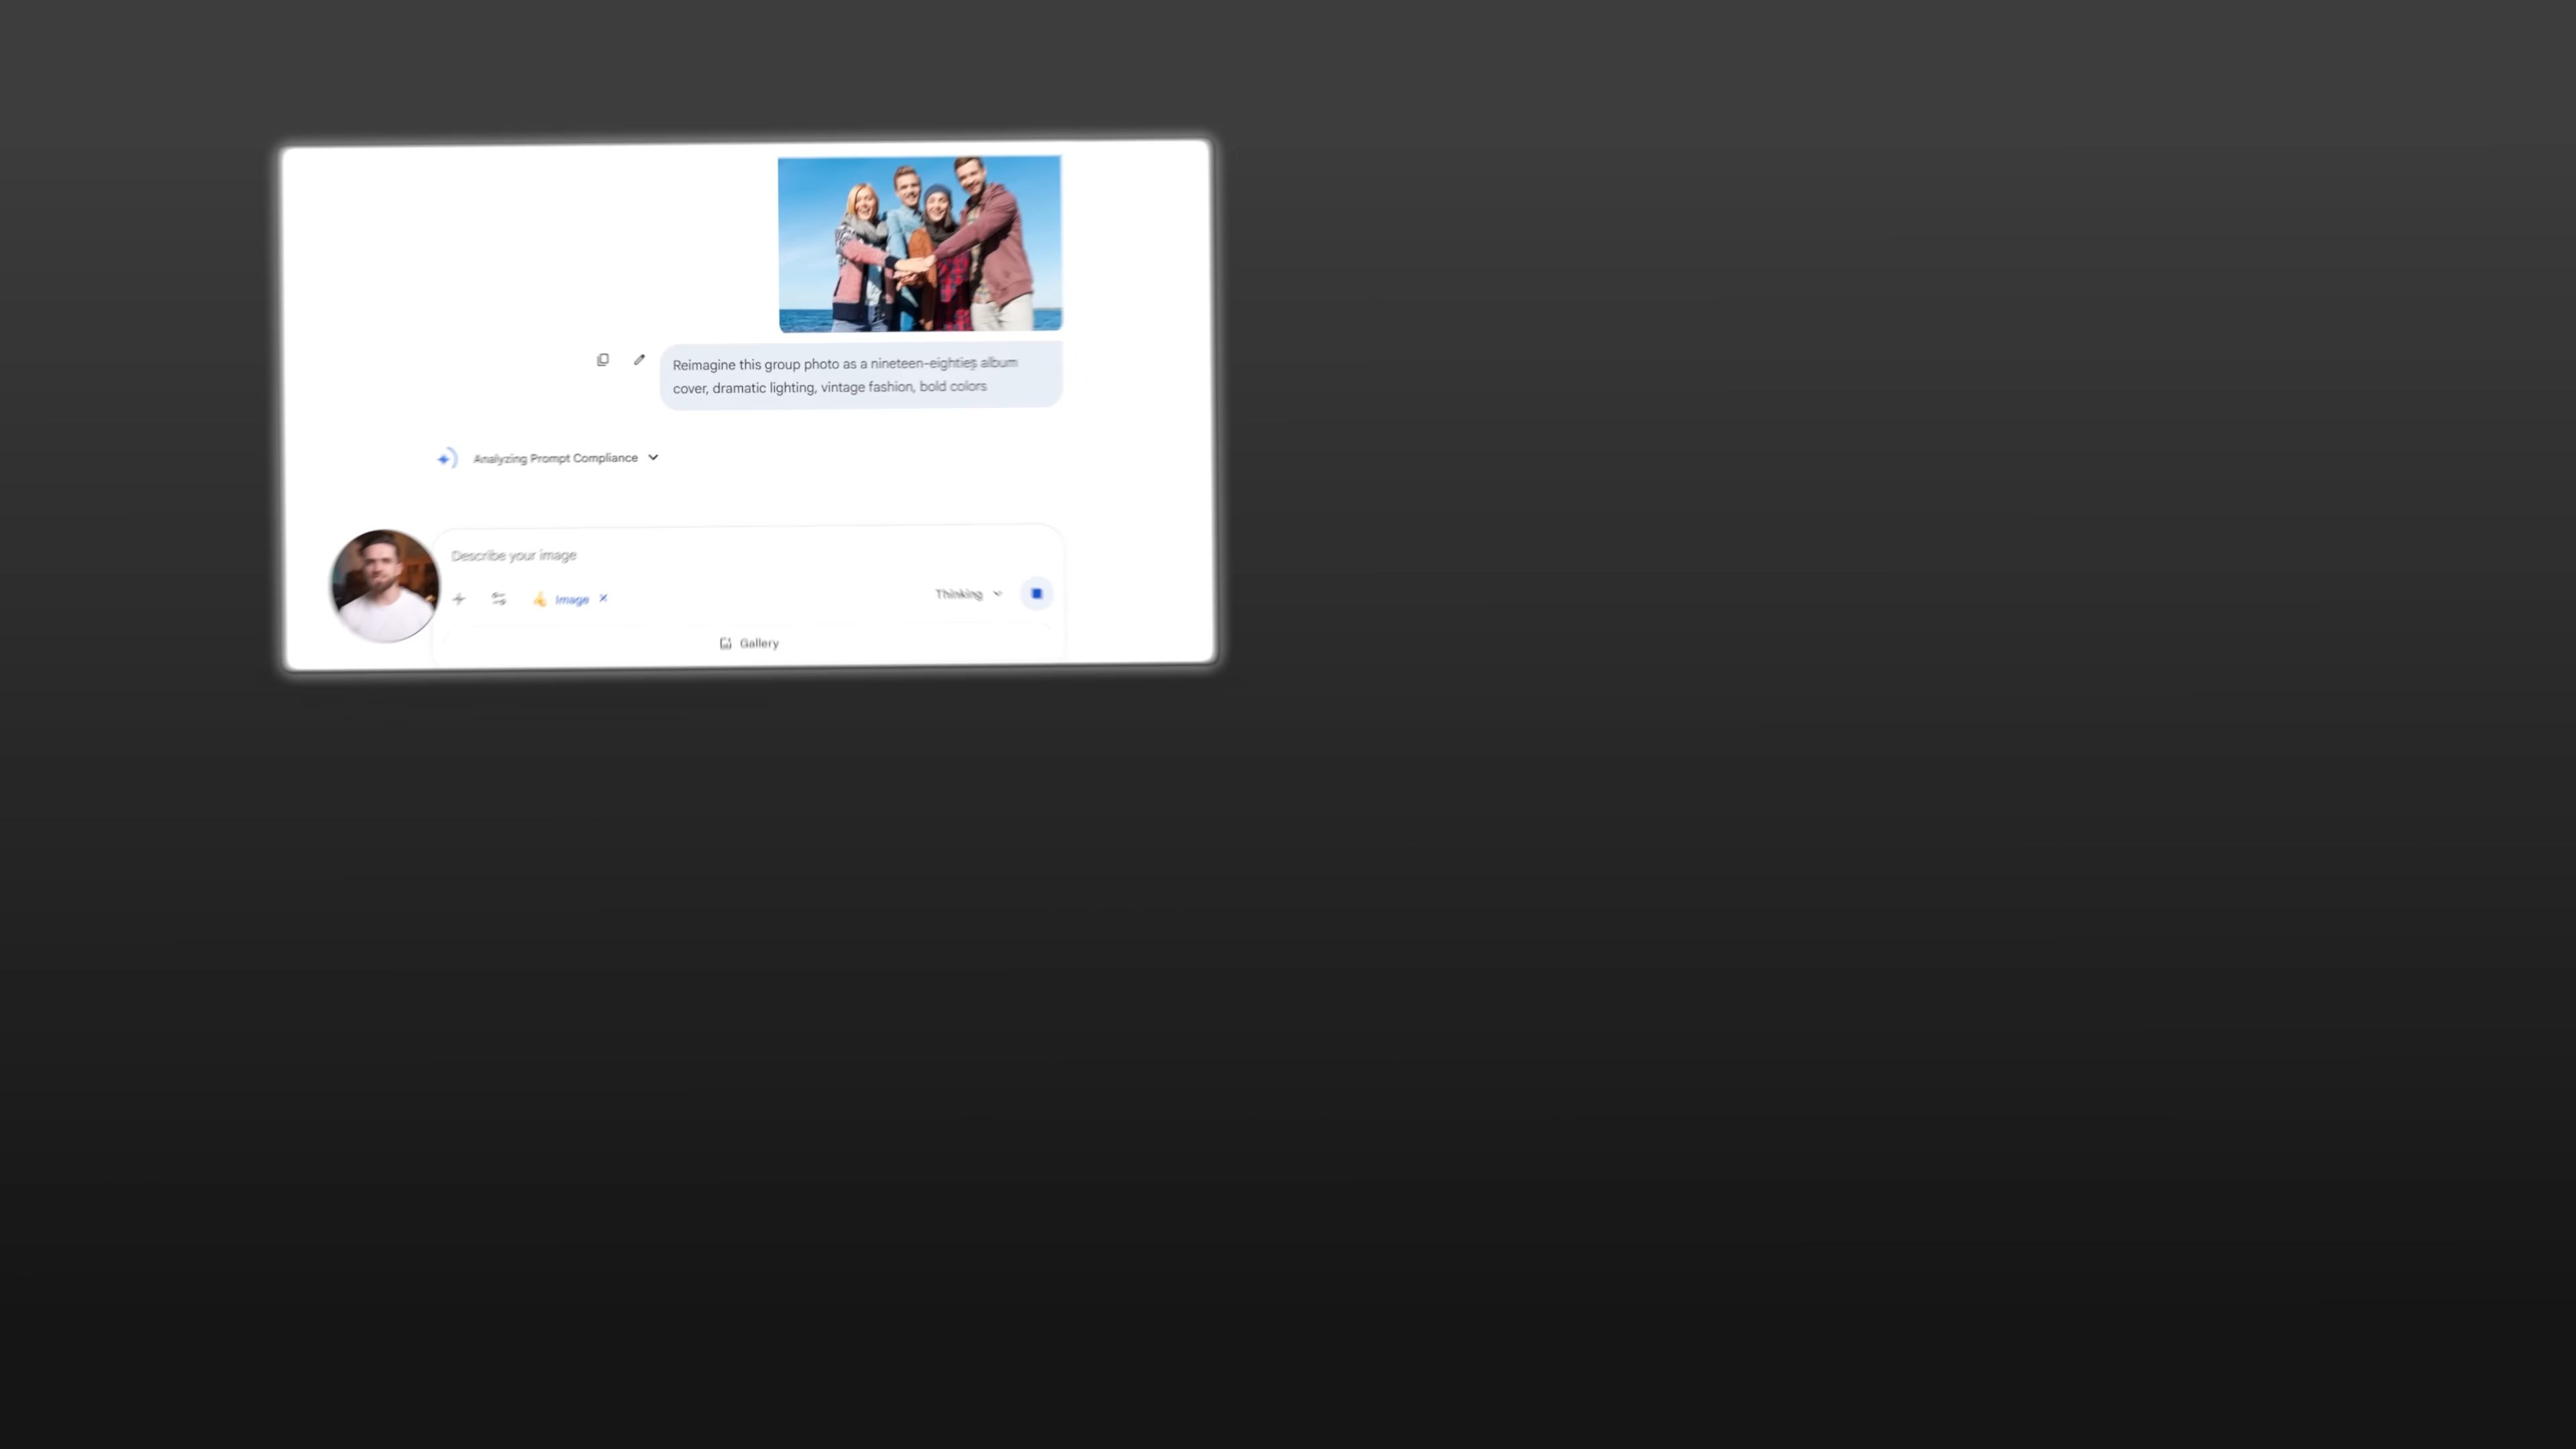 Reimagine this group photo as a nineteen-eighties album
cover, dramatic lighting, vintage fashion, bold colors
Analyzing Prompt Compliance
Describe your image
Image
Thinking
Gallery